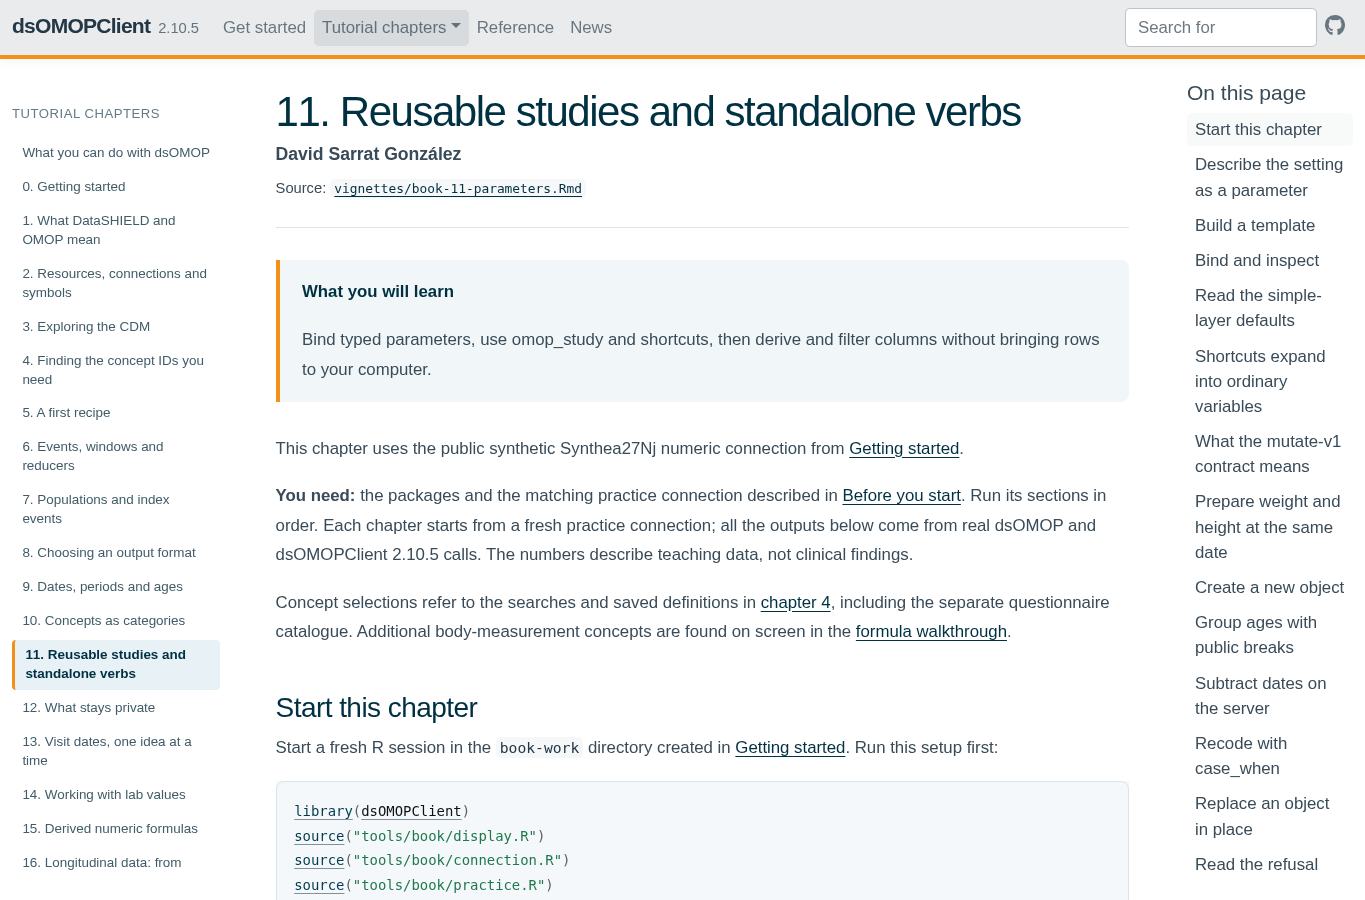 dsOMOPClient 2.10.5 Get started Tutorial chapters Reference News Search for
TUTORIAL CHAPTERS
What you can do with dsOMOP
0. Getting started
1. What DataSHIELD and
OMOP mean
2. Resources, connections and
symbols
3. Exploring the CDM
4. Finding the concept IDs you
need
5. A first recipe
6. Events, windows and
reducers
7. Populations and index
events
8. Choosing an output format
9. Dates, periods and ages
10. Concepts as categories
11. Reusable studies and
standalone verbs
12. What stays private
13. Visit dates, one idea at a
time
14. Working with lab values
15. Derived numeric formulas
16. Longitudinal data: from
11. Reusable studies and standalone verbs
David Sarrat González
Source: vignettes/book-11-parameters.Rmd
What you will learn
Bind typed parameters, use omop_study and shortcuts, then derive and filter columns without bringing rows
to your computer.
This chapter uses the public synthetic Synthea27Nj numeric connection from Getting started.
You need: the packages and the matching practice connection described in Before you start. Run its sections in
order. Each chapter starts from a fresh practice connection; all the outputs below come from real dsOMOP and
dsOMOPClient 2.10.5 calls. The numbers describe teaching data, not clinical findings.
Concept selections refer to the searches and saved definitions in chapter 4, including the separate questionnaire
catalogue. Additional body-measurement concepts are found on screen in the formula walkthrough.
Start this chapter
Start a fresh R session in the book-work directory created in Getting started. Run this setup first:
library(dsOMOPClient)
source("tools/book/display.R")
source("tools/book/connection.R")
source("tools/book/practice.R")
On this page
Start this chapter
Describe the setting
as a parameter
Build a template
Bind and inspect
Read the simple-
layer defaults
Shortcuts expand
into ordinary
variables
What the mutate-v1
contract means
Prepare weight and
height at the same
date
Create a new object
Group ages with
public breaks
Subtract dates on
the server
Recode with
case_when
Replace an object
in place
Read the refusal